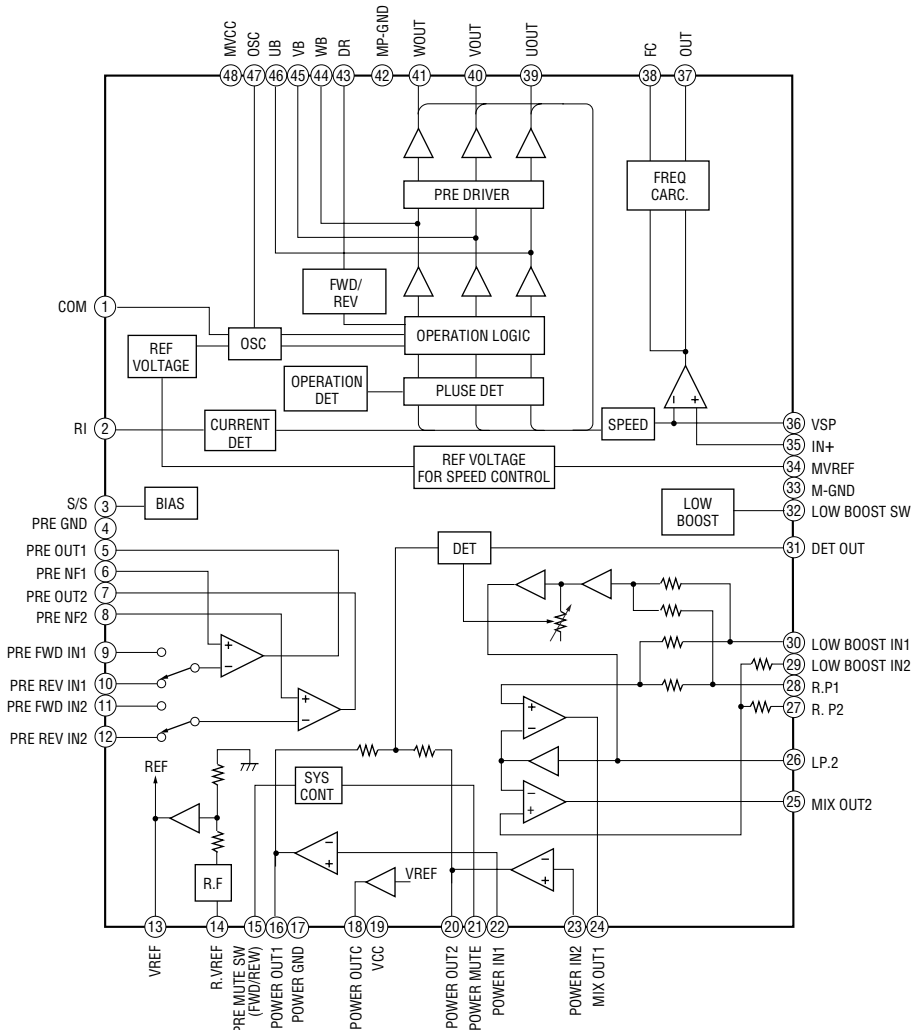 MVCC
OSC
UB
VB
WB
DR
MP-GND
WOUT
VOUT
UOUT
FC
OUT
48 47 46 45 44 43 42 41 40 39 38 37
PRE DRIVER
FREQ
CARC.
FWD/
REV
COM 1
OSC
OPERATION LOGIC
REF
VOLTAGE
OPERATION
DET
PLUSE DET
RI 2
CURRENT
DET
SPEED
− +
36 VSP
35 IN+
REF VOLTAGE
FOR SPEED CONTROL
34 MVREF
33 M-GND
S/S 3
BIAS
LOW
BOOST
32 LOW BOOST SW
PRE GND 4
PRE OUT1 5
DET
31 DET OUT
PRE NF1 6
PRE OUT2 7
PRE NF2 8
PRE FWD IN1 9
+
−
30 LOW BOOST IN1
29 LOW BOOST IN2
PRE REV IN1 10
28 R.P1
PRE FWD IN2 11
+
−
27 R. P2
PRE REV IN2 12
+
−
REF
SYS
CONT
26 LP.2
−
+
25 MIX OUT2
R.F
−
+
VREF
−
+
13 14 15 16 17 18 19 20 21 22 23 24
VREF
R.VREF
PRE MUTE SW
(FWD/REW)
POWER OUT1
POWER GND
POWER OUTC
VCC
POWER OUT2
POWER MUTE
POWER IN1
POWER IN2
MIX OUT1